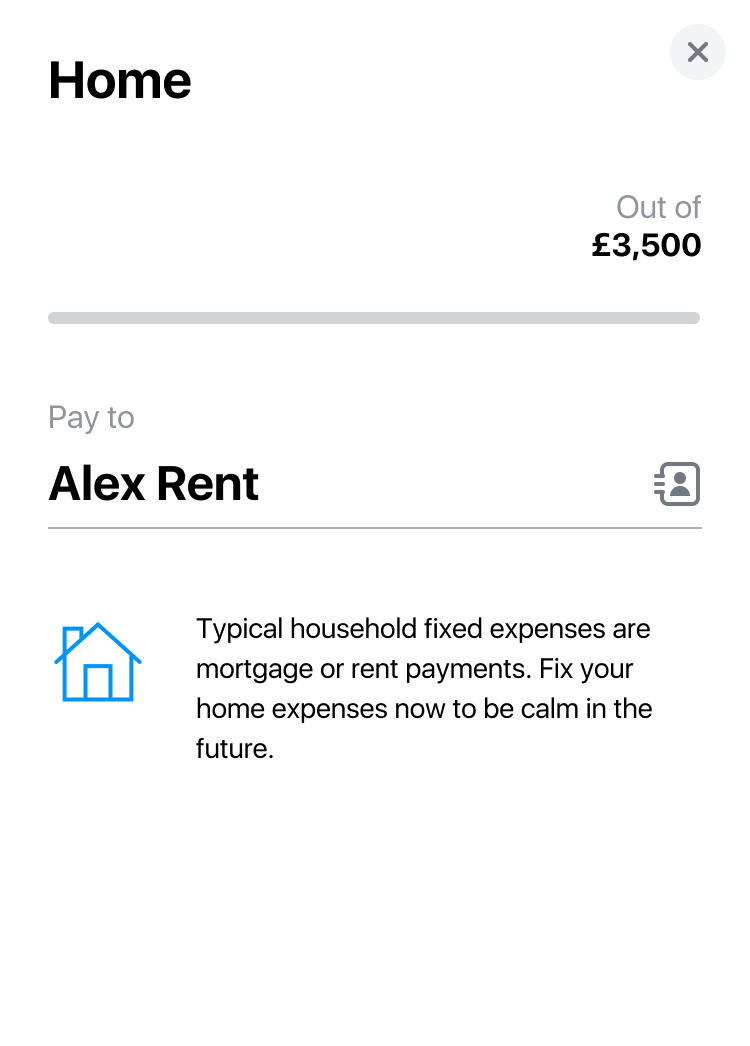 Home
Out of
£3,500
Pay to
Alex Rent
Typical household fixed expenses are
mortgage or rent payments. Fix your
home expenses now to be calm in the
future.